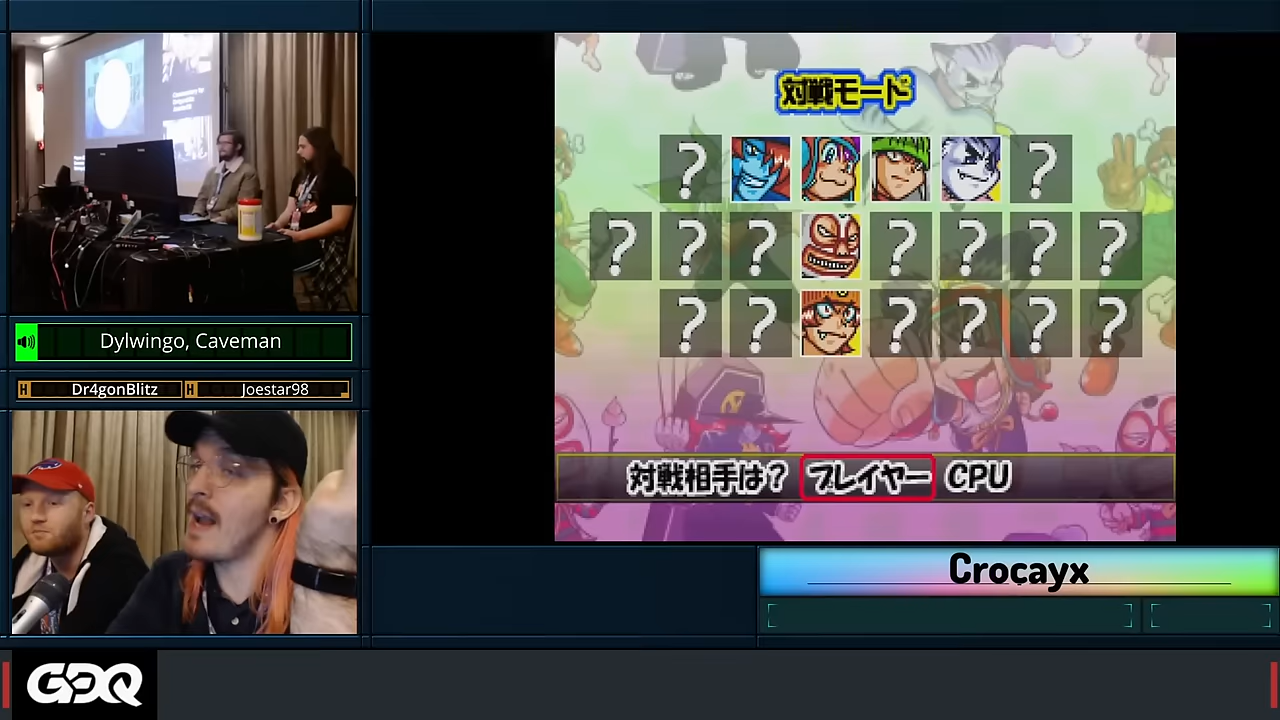 対戦モード
? ?
? ? ? ? ? ? ?
? ? ? ? ? ?
対戦相手は? プレイヤー CPU
Dylwingo, Caveman
H Dr4gonBlitz H Joestar98
Crocayx
GDQ